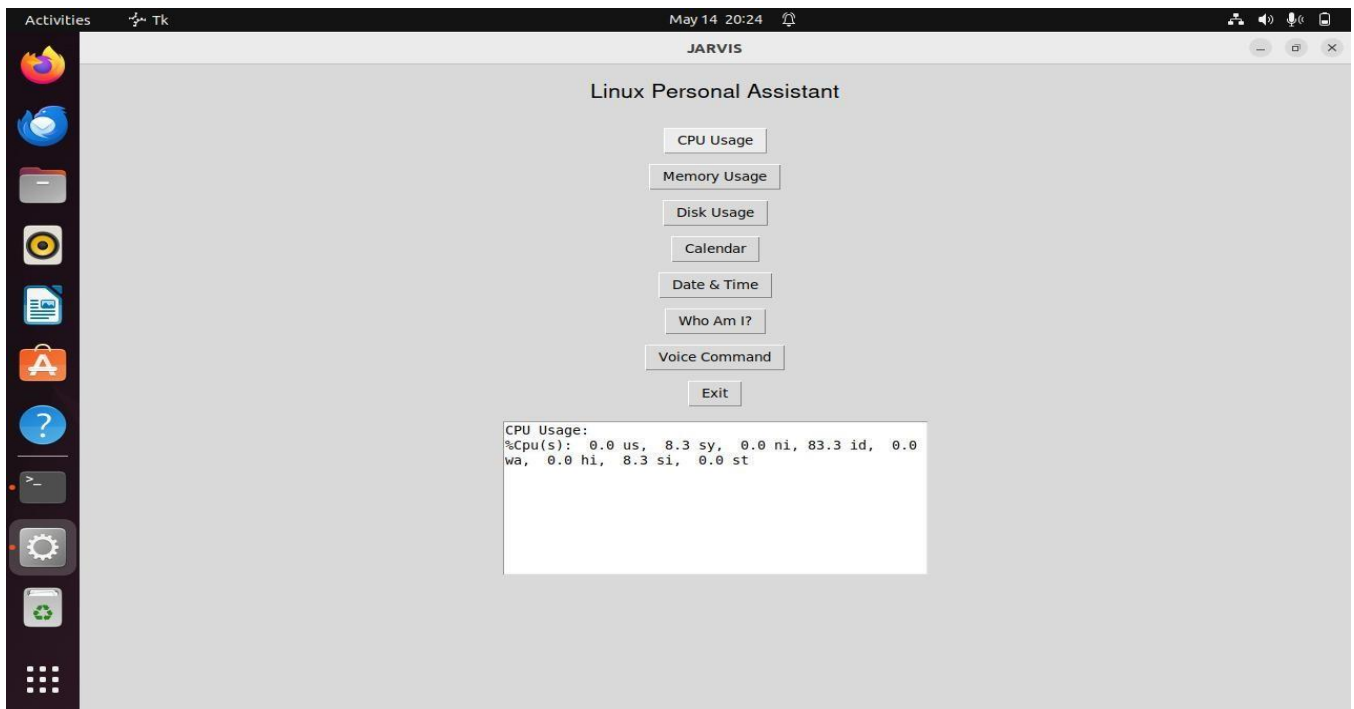 Activities Tk May 14 20:24
JARVIS
Linux Personal Assistant
CPU Usage
Memory Usage
Disk Usage
Calendar
Date & Time
Who Am I?
Voice Command
Exit
CPU Usage:
%Cpu(s):  0.0 us,  8.3 sy,  0.0 ni, 83.3 id,  0.0
wa,  0.0 hi,  8.3 si,  0.0 st